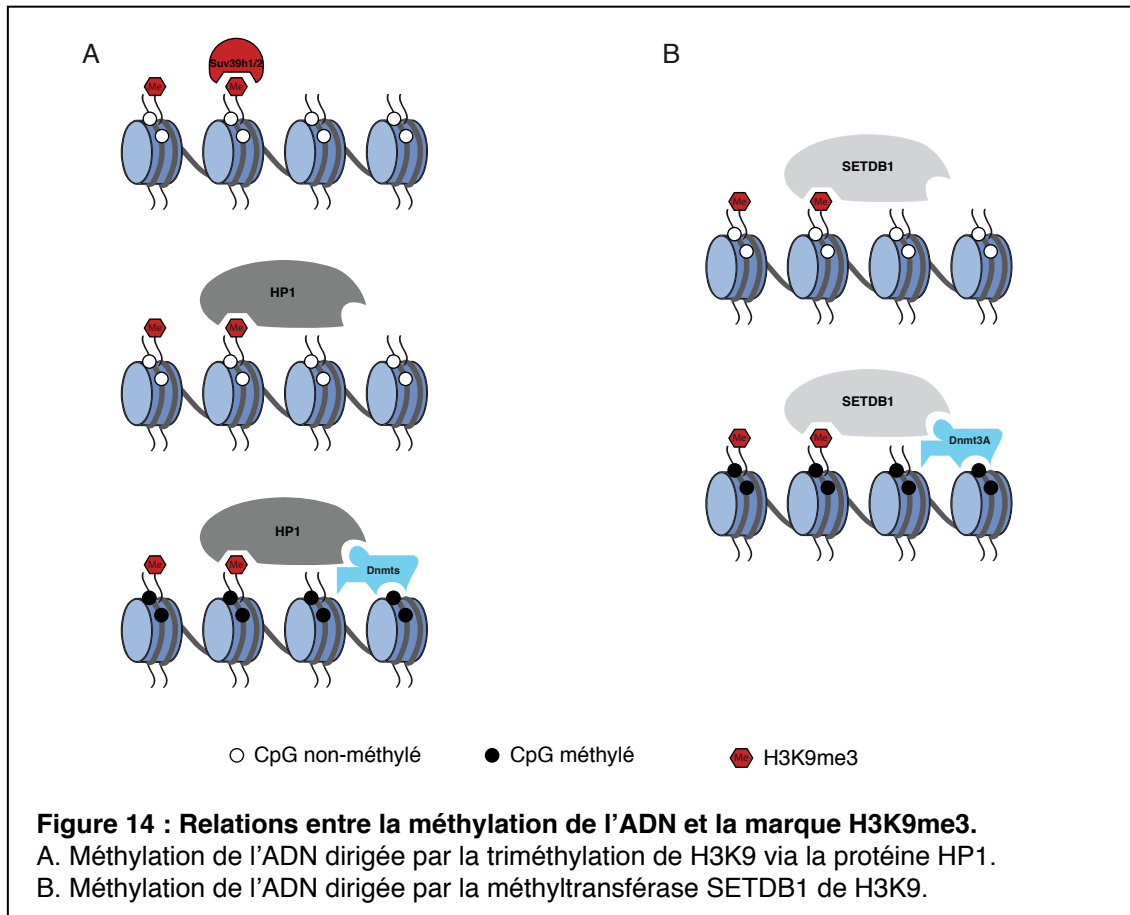 A
B
Suv39h1/2
Me
Me
SETDB1
Me
Me
HP1
Me
Me
SETDB1
Dnmt3A
Me
Me
HP1
Dnmts
Me
Me
CpG non-méthylé
CpG méthylé
Me
H3K9me3
Figure 14 : Relations entre la méthylation de l'ADN et la marque H3K9me3.
A. Méthylation de l'ADN dirigée par la triméthylation de H3K9 via la protéine HP1.
B. Méthylation de l'ADN dirigée par la méthyltransférase SETDB1 de H3K9.